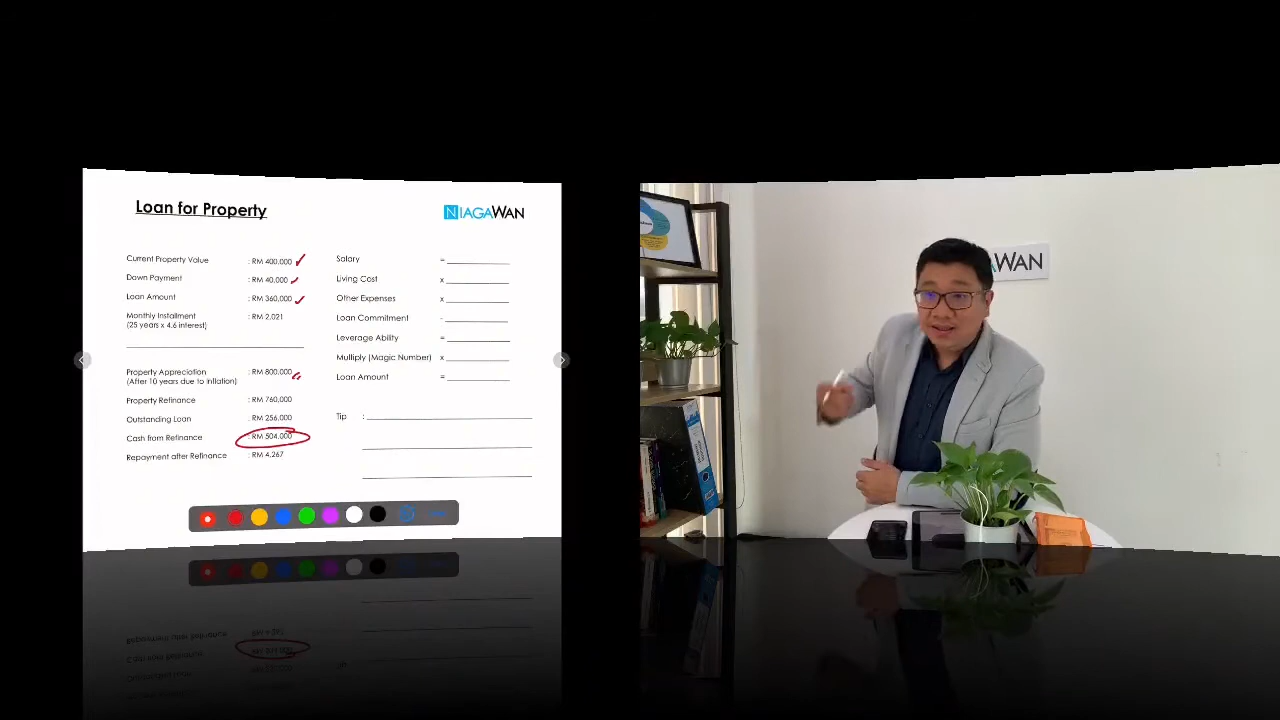 Loan for Property
NIAGAWAN
Current Property Value : RM 400,000
Down Payment : RM 40,000
Loan Amount : RM 360,000
Monthly Installment : RM 2,021
(25 years x 4.6 interest)
Property Appreciation : RM 800,000
(After 10 years due to inflation)
Property Refinance : RM 760,000
Outstanding Loan : RM 256,000
Cash from Refinance : RM 504,000
Repayment after Refinance : RM 4,267
Salary =
Living Cost x
Other Expenses x
Loan Commitment -
Leverage Ability =
Multiply (Magic Number) x
Loan Amount =
Tip :
AWAN